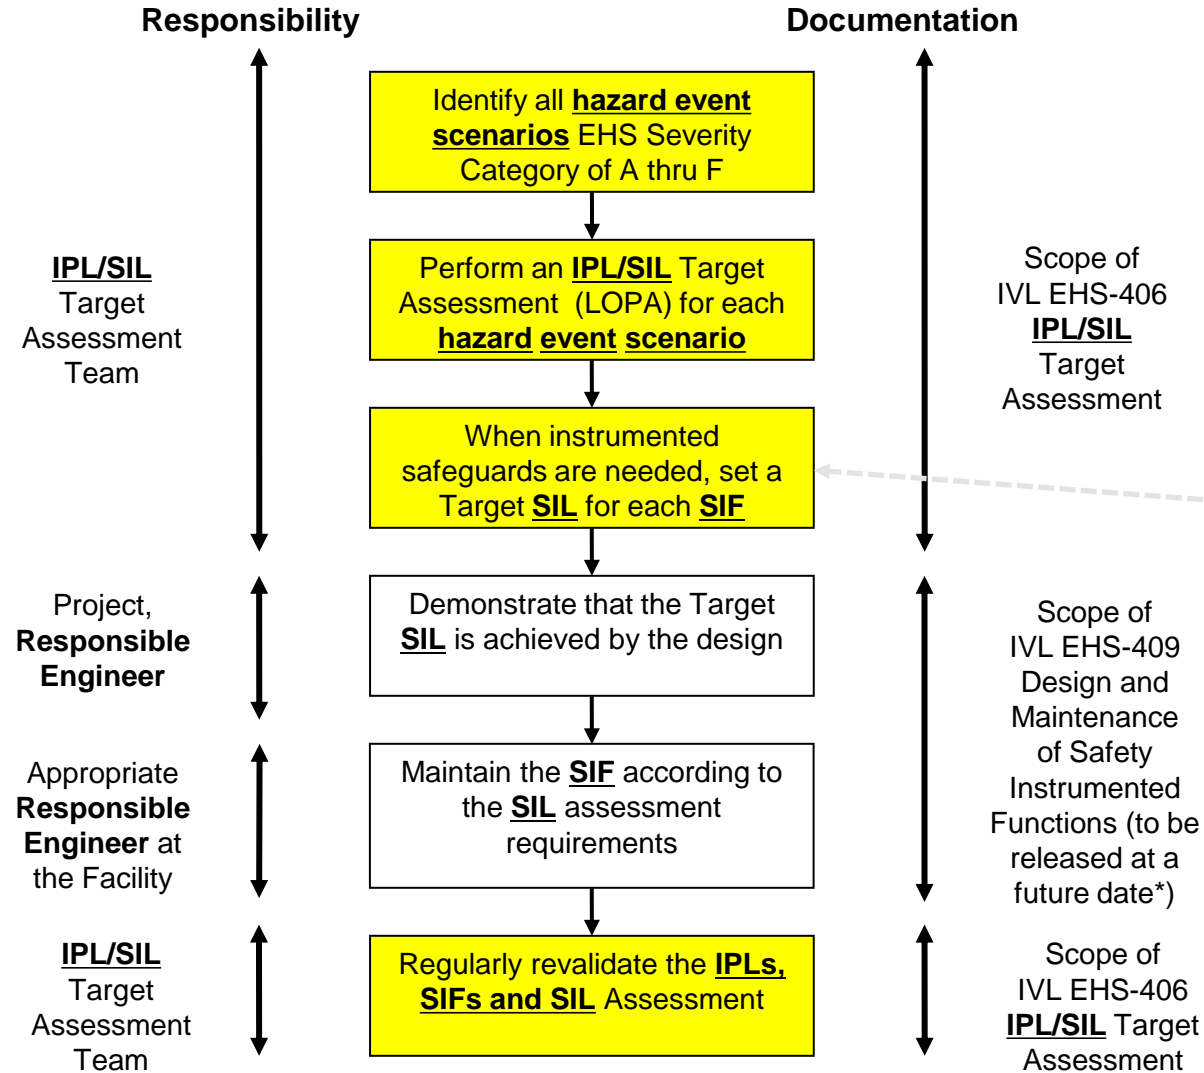 Responsibility
Documentation
Identify all hazard event
scenarios EHS Severity
Category of A thru F
IPL/SIL
Target
Assessment
Team
Perform an IPL/SIL Target
Assessment (LOPA) for each
hazard event scenario
Scope of
IVL EHS-406
IPL/SIL
Target
Assessment
When instrumented
safeguards are needed, set a
Target SIL for each SIF
Project,
Responsible
Engineer
Demonstrate that the Target
SIL is achieved by the design
Scope of
IVL EHS-409
Design and
Maintenance
of Safety
Instrumented
Functions (to be
released at a
future date*)
Appropriate
Responsible
Engineer at
the Facility
Maintain the SIF according to
the SIL assessment
requirements
IPL/SIL
Target
Assessment
Team
Regularly revalidate the IPLs,
SIFs and SIL Assessment
Scope of
IVL EHS-406
IPL/SIL Target
Assessment